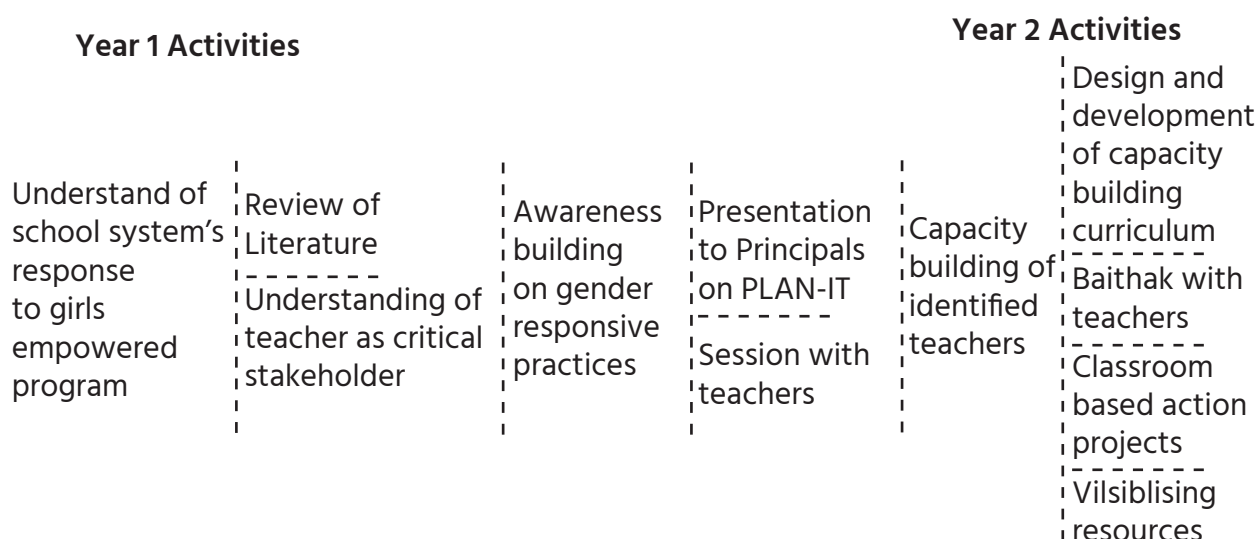 Year 1 Activities
Year 2 Activities
Understand of
school system's
response
to girls
empowered
program
Review of
Literature
Understanding of
teacher as critical
stakeholder
Awareness
building
on gender
responsive
practices
Presentation
to Principals
on PLAN-IT
Session with
teachers
Capacity
building of
identified
teachers
Design and
development
of capacity
building
curriculum
Baithak with
teachers
Classroom
based action
projects
Vilsiblising
resources